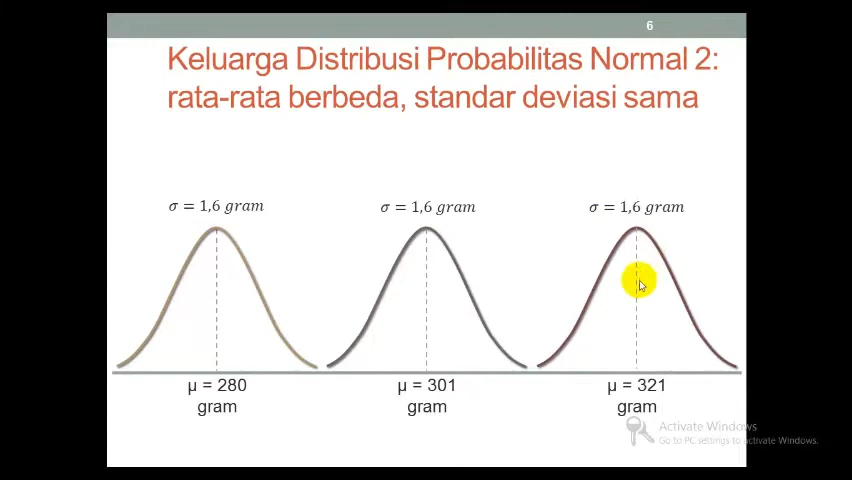 6
Keluarga Distribusi Probabilitas Normal 2:
rata-rata berbeda, standar deviasi sama
σ = 1,6 gram
σ = 1,6 gram
σ = 1,6 gram
μ = 280
gram
μ = 301
gram
μ = 321
gram
Activate Windows
Go to PC settings to activate Windows.